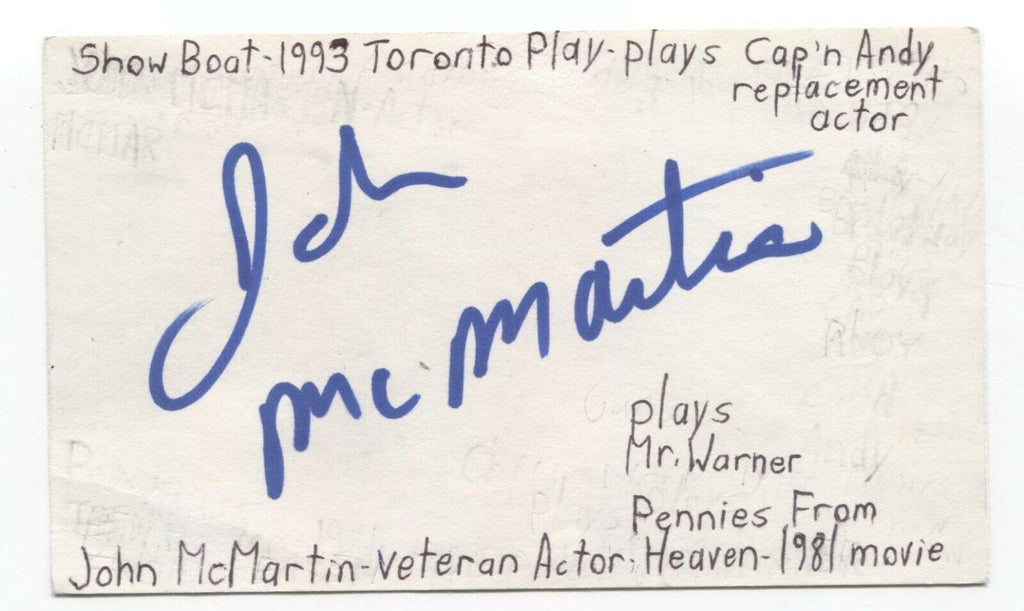 Show Boat-1993 Toronto Play-plays Cap'n Andy,
replacement
actor
John
McMartin
plays
Mr. Warner
Pennies From
John McMartin-veteran Actor: Heaven-1981 movie